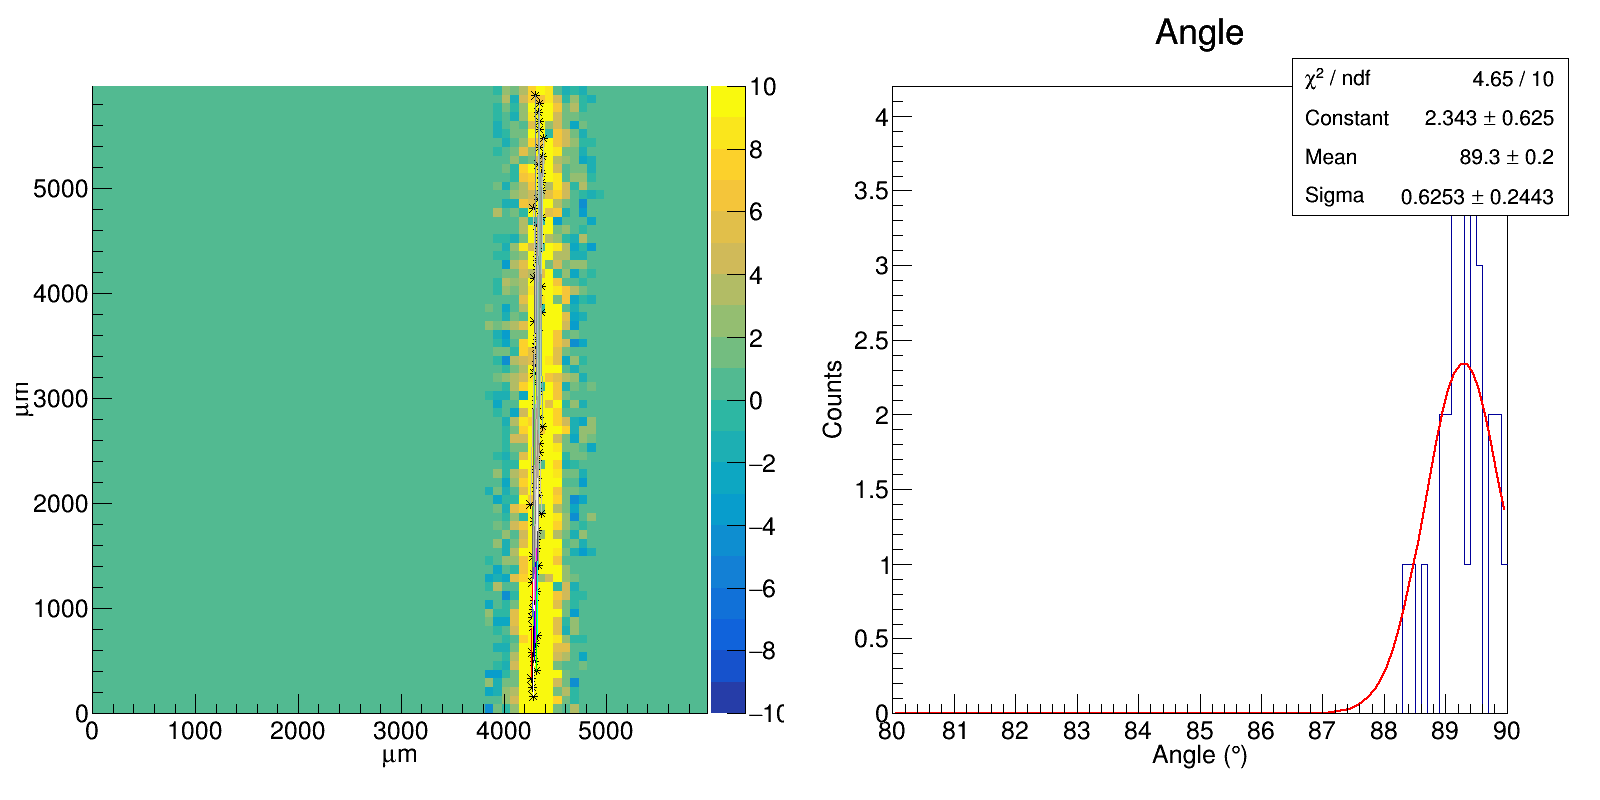 Angle
χ² / ndf 4.65 / 10
Constant 2.343 ± 0.625
Mean 89.3 ± 0.2
Sigma 0.6253 ± 0.2443
10
8
6
4
2
0
−2
−4
−6
−8
−10
5000
4000
3000
2000
1000
0
μm
0 1000 2000 3000 4000 5000
μm
4
3.5
3
2.5
2
1.5
1
0.5
0
Counts
80 81 82 83 84 85 86 87 88 89 90
Angle (°)